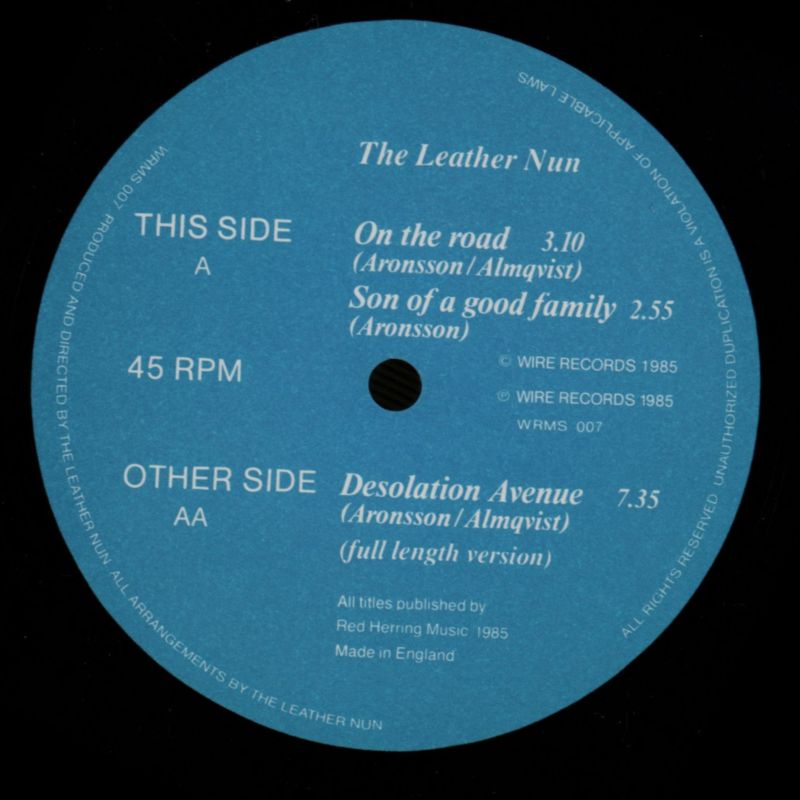 The Leather Nun
THIS SIDE
A
On the road 3.10
(Aronsson/Almqvist)
Son of a good family 2.55
(Aronsson)
45 RPM
© WIRE RECORDS 1985
℗ WIRE RECORDS 1985
WRMS 007
OTHER SIDE
AA
Desolation Avenue 7.35
(Aronsson/Almqvist)
(full length version)
All titles published by
Red Herring Music 1985
Made in England
WRMS 007 PRODUCED AND DIRECTED BY THE LEATHER NUN ALL ARRANGEMENTS BY THE LEATHER NUN
ALL RIGHTS RESERVED UNAUTHORIZED DUPLICATION IS A VIOLATION OF APPLICABLE LAWS